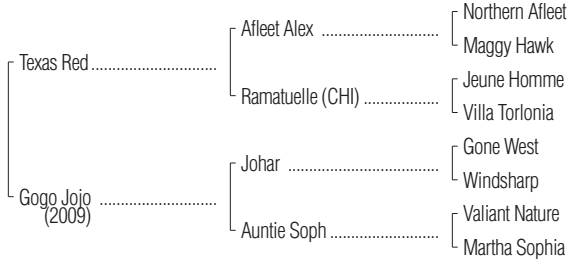 Northern Afleet
Afleet Alex ........................
Maggy Hawk
Texas Red ..........................
Jeune Homme
Ramatuelle (CHI) ...............
Villa Torlonia
Gone West
Johar ...............................
Windsharp
Gogo Jojo ........................
(2009)
Valiant Nature
Auntie Soph ......................
Martha Sophia